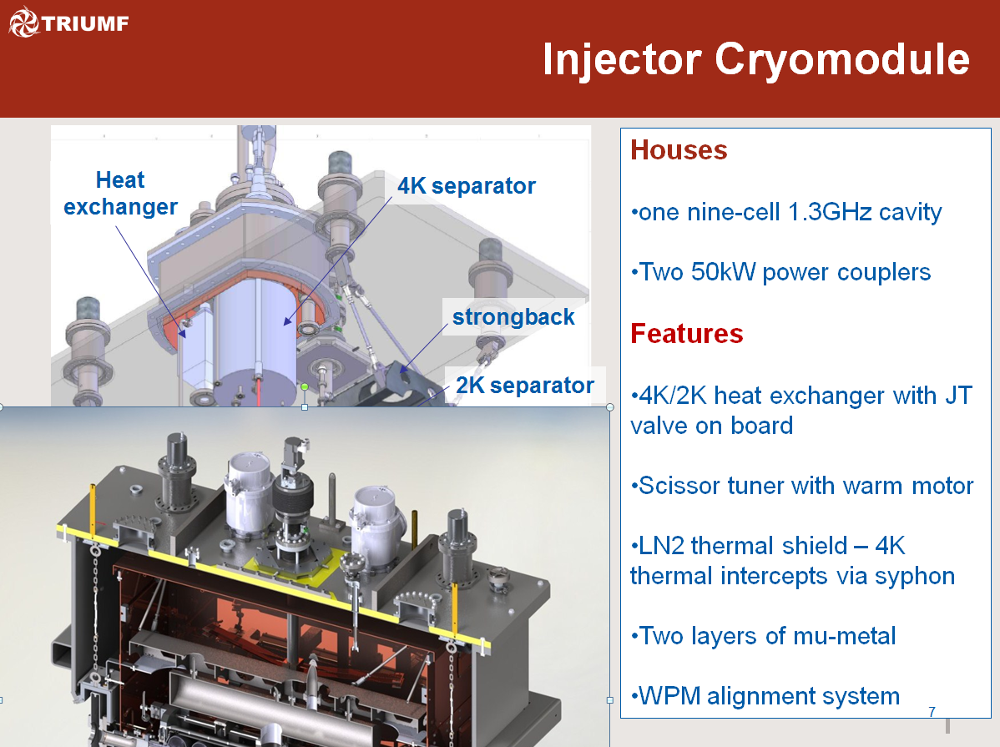 TRIUMF
Injector Cryomodule
Heat
exchanger
4K separator
strongback
2K separator
Houses
•one nine-cell 1.3GHz cavity
•Two 50kW power couplers
Features
•4K/2K heat exchanger with JT
valve on board
•Scissor tuner with warm motor
•LN2 thermal shield – 4K
thermal intercepts via syphon
•Two layers of mu-metal
•WPM alignment system
7